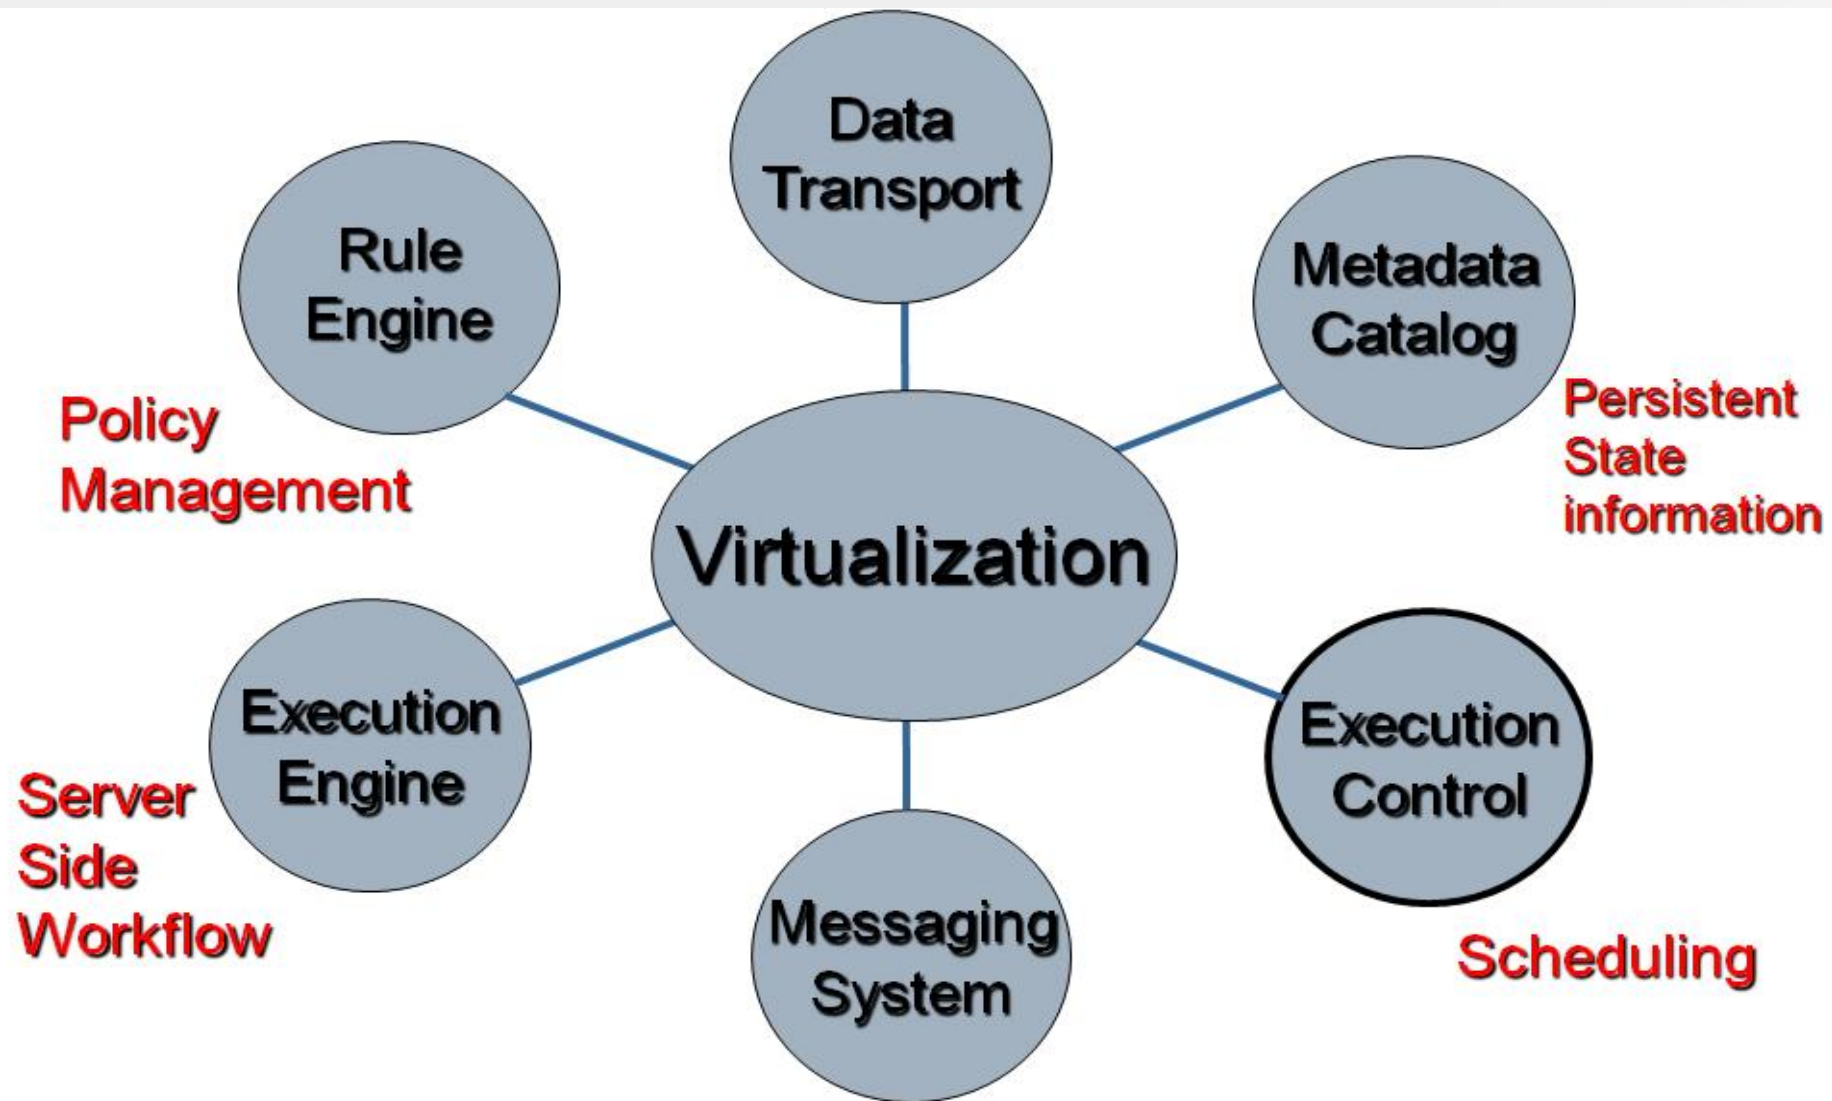 Data
Transport
Rule
Engine
Metadata
Catalog
Policy
Management
Persistent
State
information
Virtualization
Execution
Engine
Execution
Control
Server
Side
Workflow
Messaging
System
Scheduling